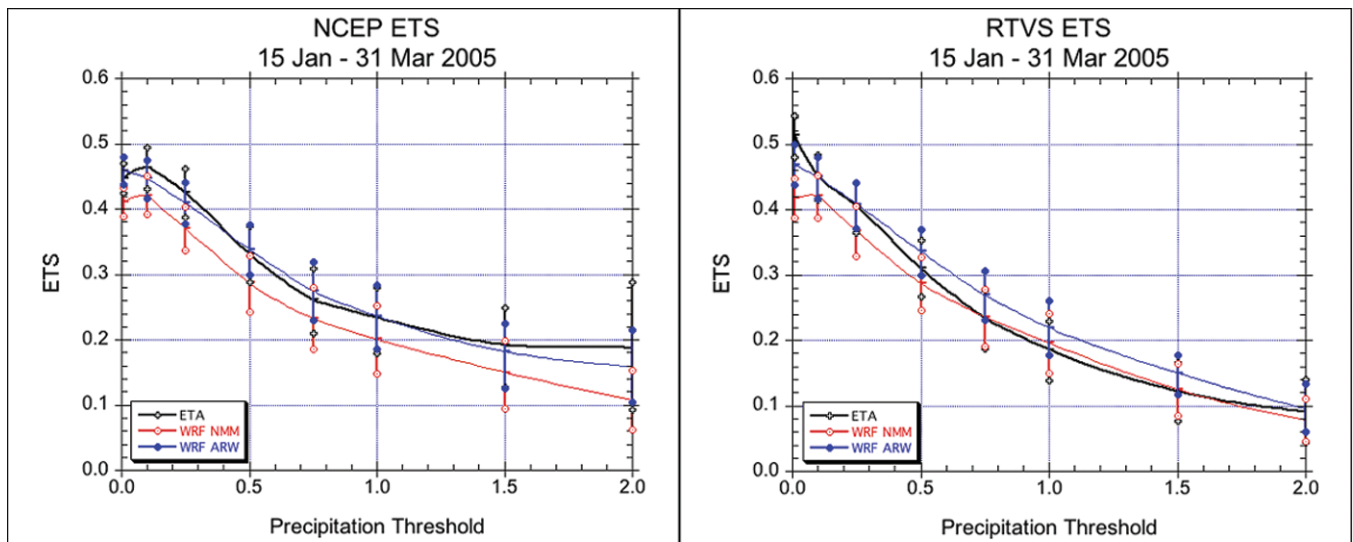 NCEP ETS
15 Jan - 31 Mar 2005
0.6
0.5
0.4
0.3
0.2
0.1
0.0
ETS
ETA
WRF NMM
WRF ARW
0.0 0.5 1.0 1.5 2.0
Precipitation Threshold
RTVS ETS
15 Jan - 31 Mar 2005
0.6
0.5
0.4
0.3
0.2
0.1
0.0
ETS
ETA
WRF NMM
WRF ARW
0.0 0.5 1.0 1.5 2.0
Precipitation Threshold